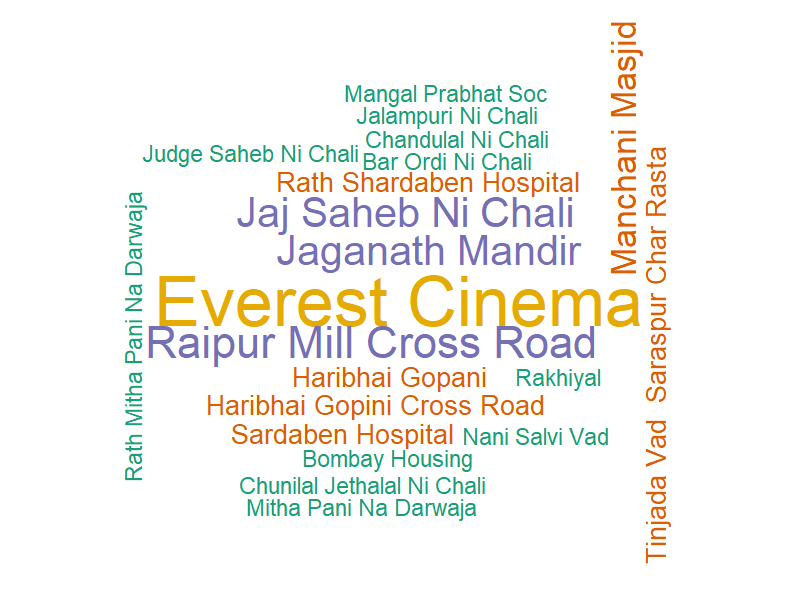 Mangal Prabhat Soc
Jalampuri Ni Chali
Chandulal Ni Chali
Judge Saheb Ni Chali
Bar Ordi Ni Chali
Rath Shardaben Hospital
Jaj Saheb Ni Chali
Jaganath Mandir
Everest Cinema
Raipur Mill Cross Road
Haribhai Gopani
Rakhiyal
Haribhai Gopini Cross Road
Sardaben Hospital
Nani Salvi Vad
Bombay Housing
Chunilal Jethalal Ni Chali
Mitha Pani Na Darwaja
Rath Mitha Pani Na Darwaja
Manchani Masjid
Saraspur Char Rasta
Tinjada Vad